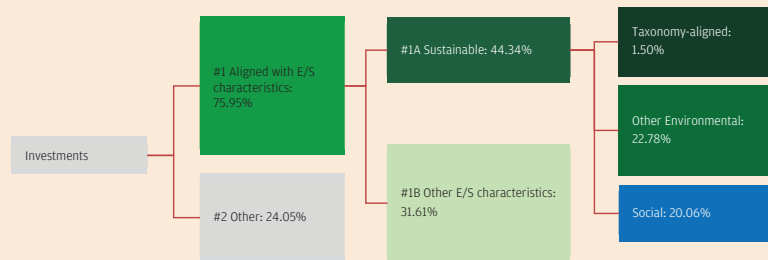 Investments
#1 Aligned with E/S
characteristics:
75.95%
#2 Other: 24.05%
#1A Sustainable: 44.34%
#1B Other E/S characteristics:
31.61%
Taxonomy-aligned:
1.50%
Other Environmental:
22.78%
Social: 20.06%